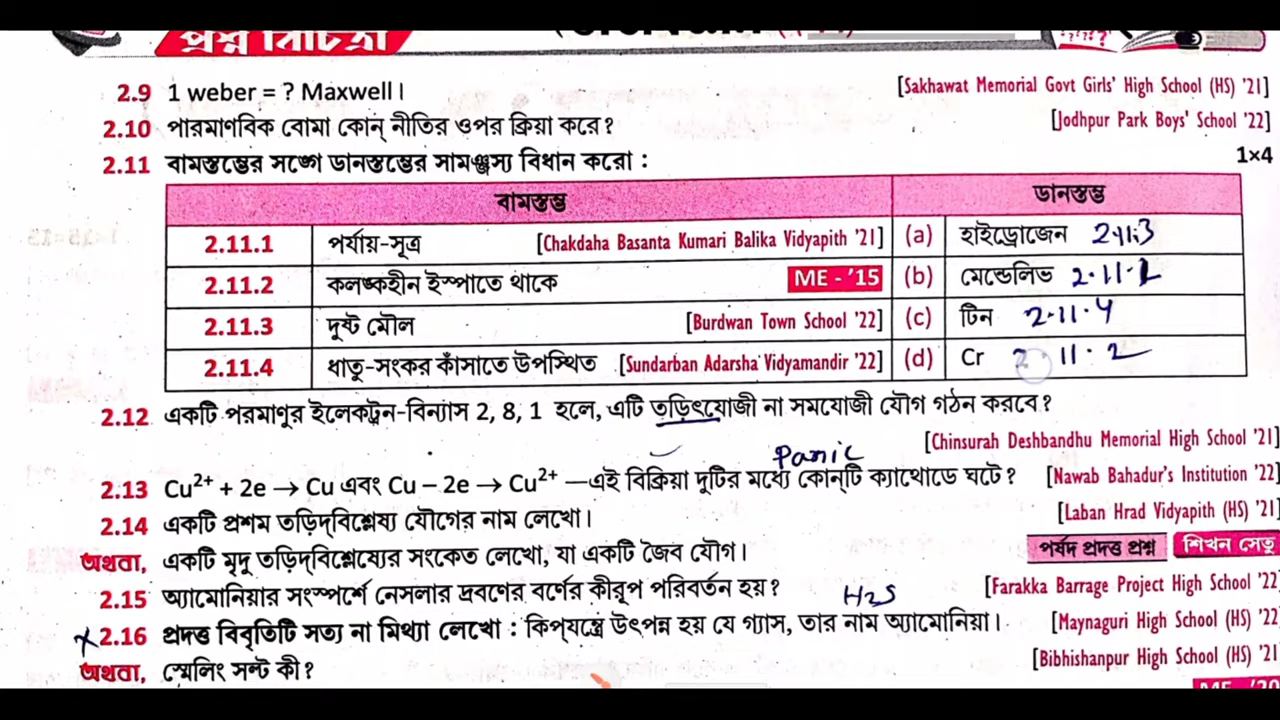 প্রশ্ন বিচিত্রা
2.9 1 weber = ? Maxwell। [Sakhawat Memorial Govt Girls' High School (HS) '21]
2.10 পারমাণবিক বোমা কোন্ নীতির ওপর ক্রিয়া করে? [Jodhpur Park Boys' School '22]
2.11 বামস্তম্ভের সঙ্গে ডানস্তম্ভের সামঞ্জস্য বিধান করো : 1×4
বামস্তম্ভ ডানস্তম্ভ
2.11.1 পর্যায়-সূত্র [Chakdaha Basanta Kumari Balika Vidyapith '21] (a) হাইড্রোজেন 2.11.3
2.11.2 কলঙ্কহীন ইস্পাতে থাকে ME - '15 (b) মেন্ডেলিভ 2.11.1
2.11.3 দুষ্ট মৌল [Burdwan Town School '22] (c) টিন 2.11.4
2.11.4 ধাতু-সংকর কাঁসাতে উপস্থিত [Sundarban Adarsha Vidyamandir '22] (d) Cr 2.11.2
2.12 একটি পরমাণুর ইলেকট্রন-বিন্যাস 2, 8, 1 হলে, এটি তড়িৎযোজী না সমযোজী যৌগ গঠন করবে?
[Chinsurah Deshbandhu Memorial High School '21]
Panic
2.13 Cu²⁺ + 2e → Cu এবং Cu – 2e → Cu²⁺ —এই বিক্রিয়া দুটির মধ্যে কোন্‌টি ক্যাথোডে ঘটে? [Nawab Bahadur's Institution '22]
2.14 একটি প্রশম তড়িদ্‌বিশ্লেষ্য যৌগের নাম লেখো। [Laban Hrad Vidyapith (HS) '21]
অথবা, একটি মৃদু তড়িদ্‌বিশ্লেষ্যের সংকেত লেখো, যা একটি জৈব যৌগ। পর্ষদ প্রদত্ত প্রশ্ন শিখন সেতু
2.15 অ্যামোনিয়ার সংস্পর্শে নেসলার দ্রবণের বর্ণের কীরূপ পরিবর্তন হয়? [Farakka Barrage Project High School '22
H₂S
2.16 প্রদত্ত বিবৃতিটি সত্য না মিথ্যা লেখো : কিপ্‌যন্ত্রে উৎপন্ন হয় যে গ্যাস, তার নাম অ্যামোনিয়া। [Maynaguri High School (HS) '22
অথবা, স্মেলিং সল্ট কী? [Bibhishanpur High School (HS) '21